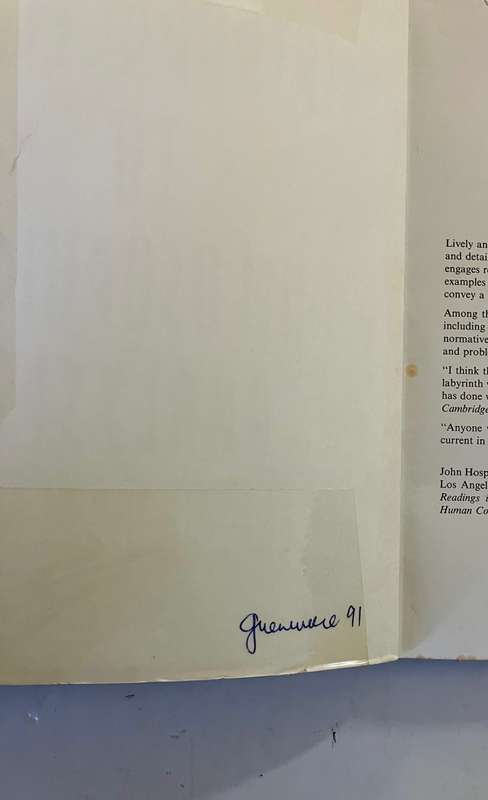 Lively an
and detai
engages r
examples
convey a
Among th
including
normative
and probl
"I think th
labyrinth
has done w
Cambridge
"Anyone
current in
John Hosp
Los Angel
Readings i
Human Co
91